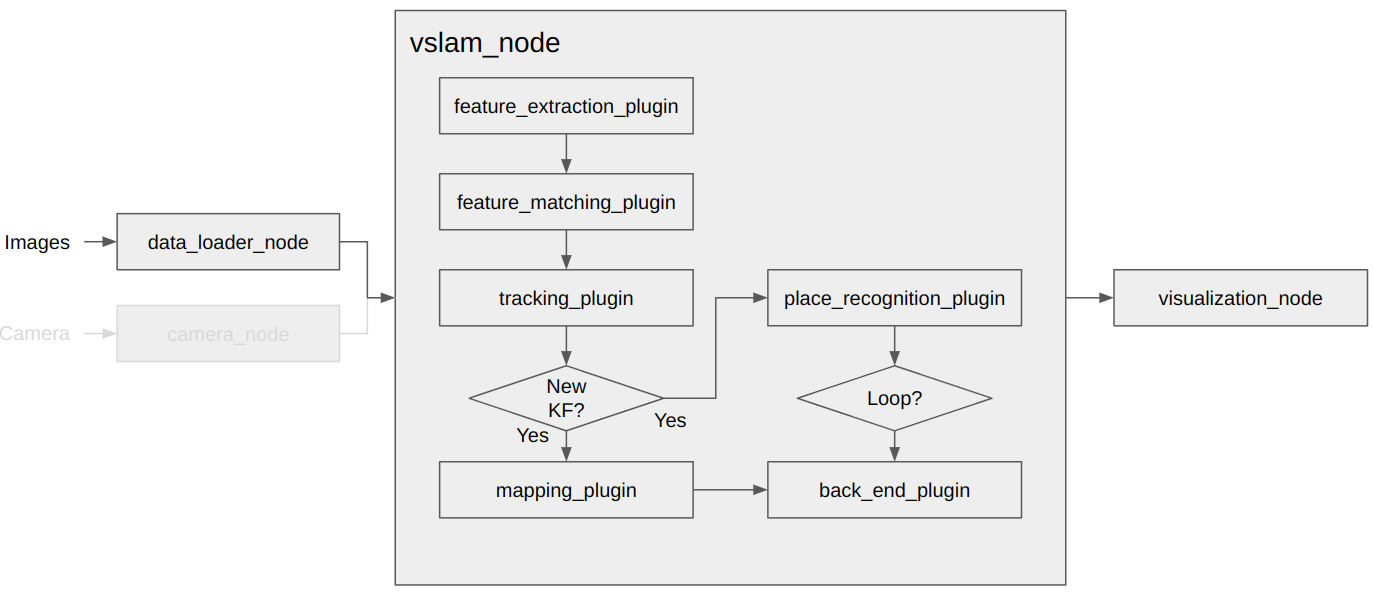 vslam_node
feature_extraction_plugin
feature_matching_plugin
Images
data_loader_node
tracking_plugin
place_recognition_plugin
visualization_node
Camera
camera_node
New
KF?
Loop?
Yes
Yes
mapping_plugin
back_end_plugin